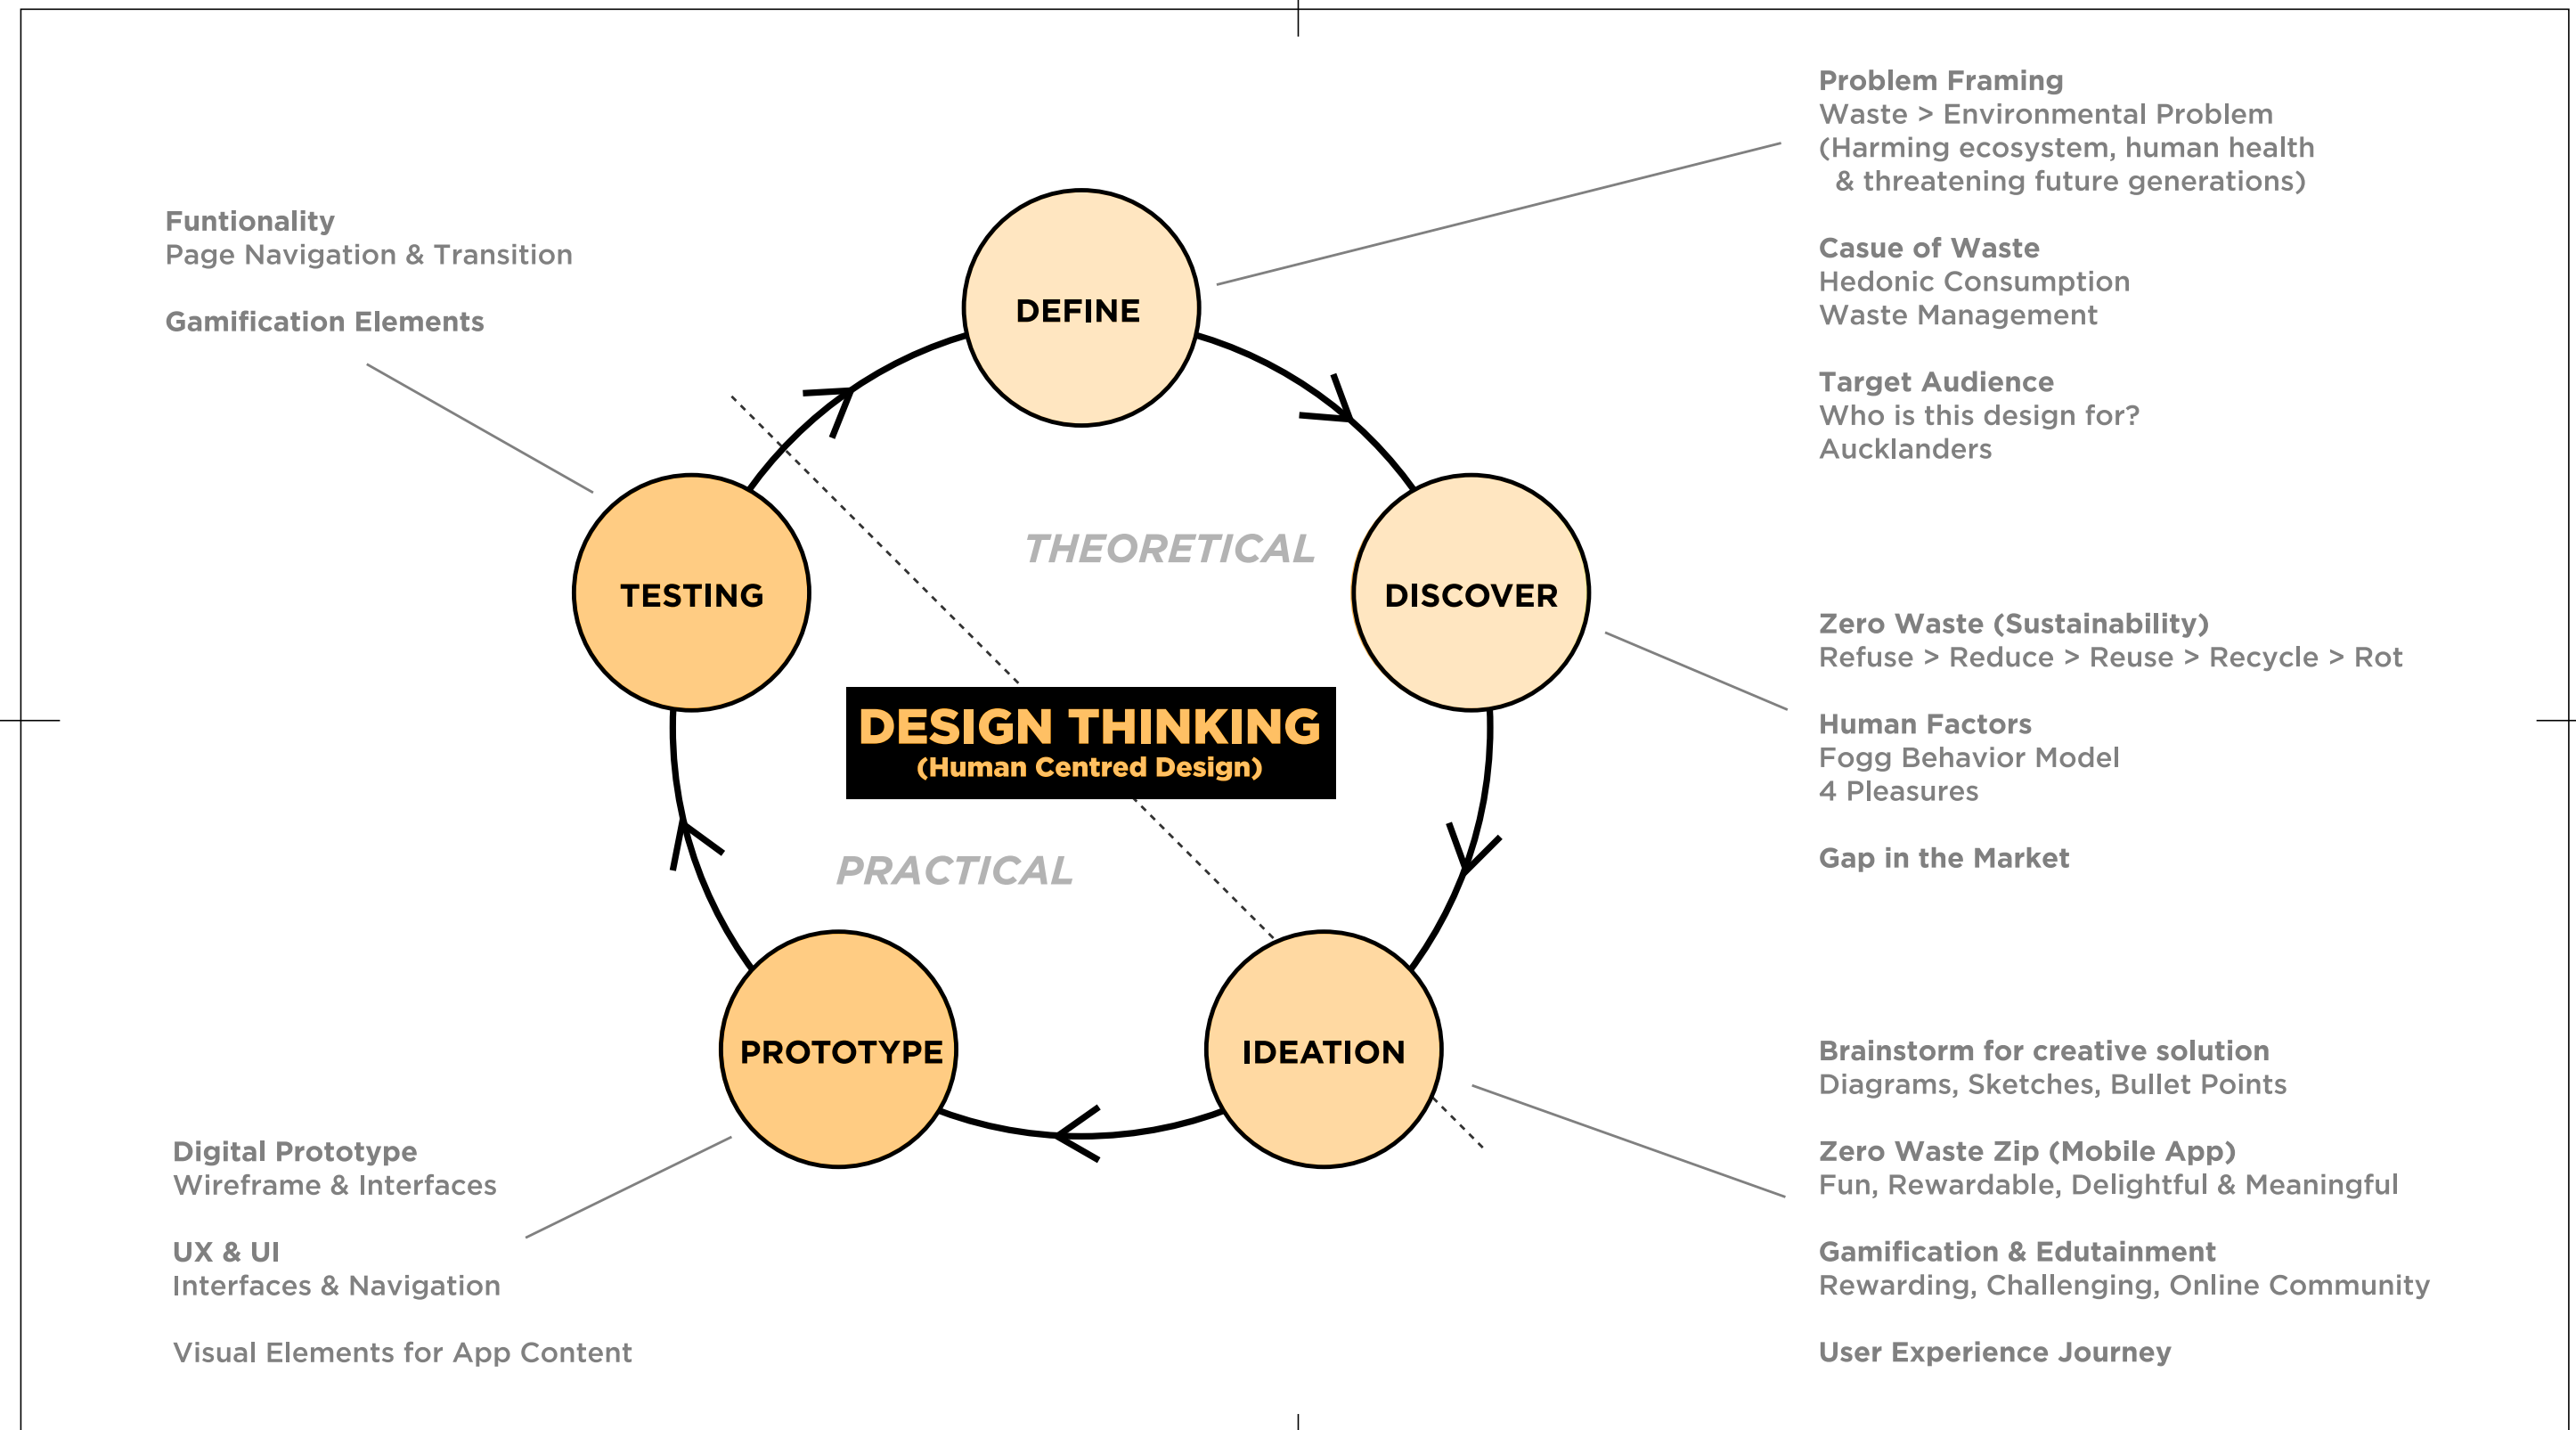 Problem Framing
Waste > Environmental Problem
(Harming ecosystem, human health
& threatening future generations)
Casue of Waste
Hedonic Consumption
Waste Management
Target Audience
Who is this design for?
Aucklanders
Funtionality
Page Navigation & Transition
Gamification Elements
DEFINE
TESTING
THEORETICAL
DISCOVER
Zero Waste (Sustainability)
Refuse > Reduce > Reuse > Recycle > Rot
Human Factors
Fogg Behavior Model
4 Pleasures
Gap in the Market
DESIGN THINKING
(Human Centred Design)
PRACTICAL
PROTOTYPE
IDEATION
Brainstorm for creative solution
Diagrams, Sketches, Bullet Points
Zero Waste Zip (Mobile App)
Fun, Rewardable, Delightful & Meaningful
Gamification & Edutainment
Rewarding, Challenging, Online Community
User Experience Journey
Digital Prototype
Wireframe & Interfaces
UX & UI
Interfaces & Navigation
Visual Elements for App Content